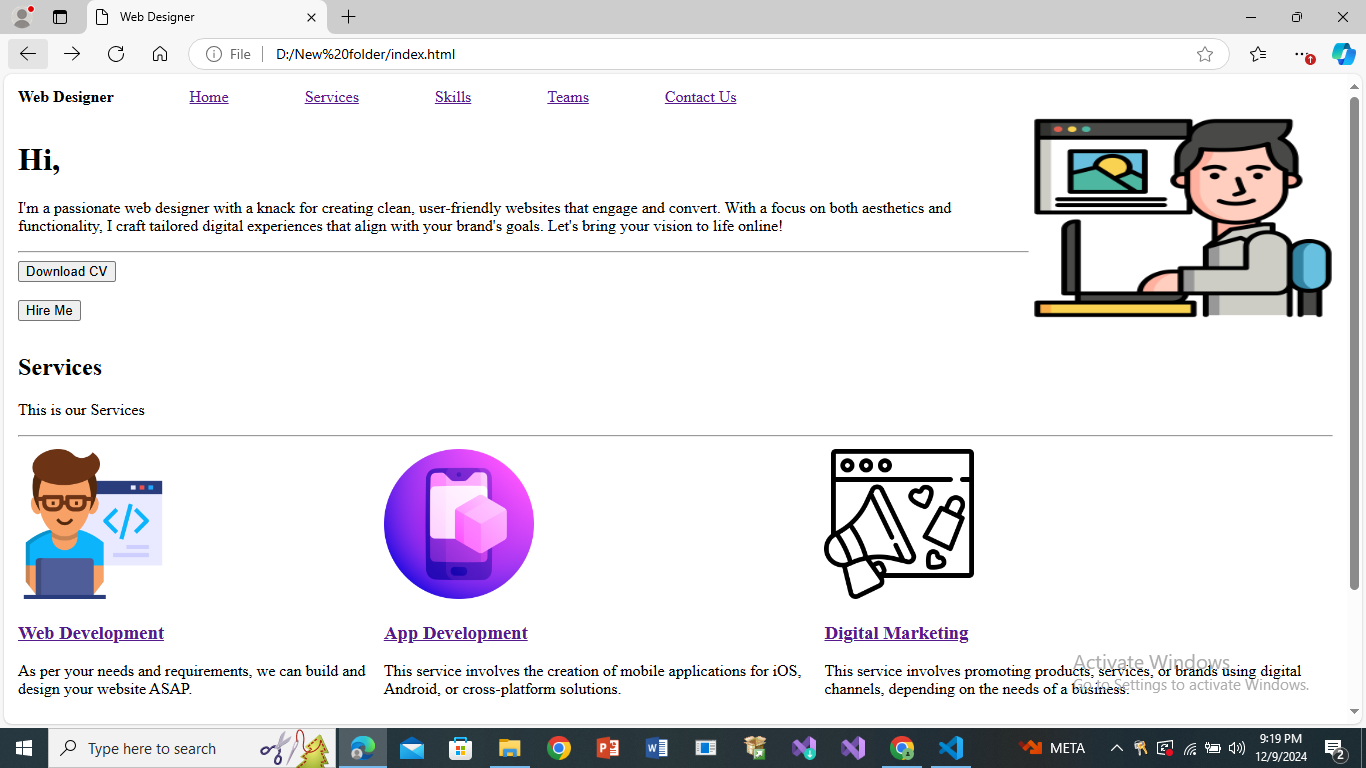 Web Designer
File
D:/New%20folder/index.html
Web Designer Home Services Skills Teams Contact Us
Hi,
I'm a passionate web designer with a knack for creating clean, user-friendly websites that engage and convert. With a focus on both aesthetics and
functionality, I craft tailored digital experiences that align with your brand's goals. Let's bring your vision to life online!
Download CV
Hire Me
Services
This is our Services
Web Development
As per your needs and requirements, we can build and
design your website ASAP.
App Development
This service involves the creation of mobile applications for iOS,
Android, or cross-platform solutions.
Digital Marketing
This service involves promoting products, services, or brands using digital
channels, depending on the needs of a business.
Activate Windows
Go to Settings to activate Windows.
Type here to search
META
9:19 PM
12/9/2024
2